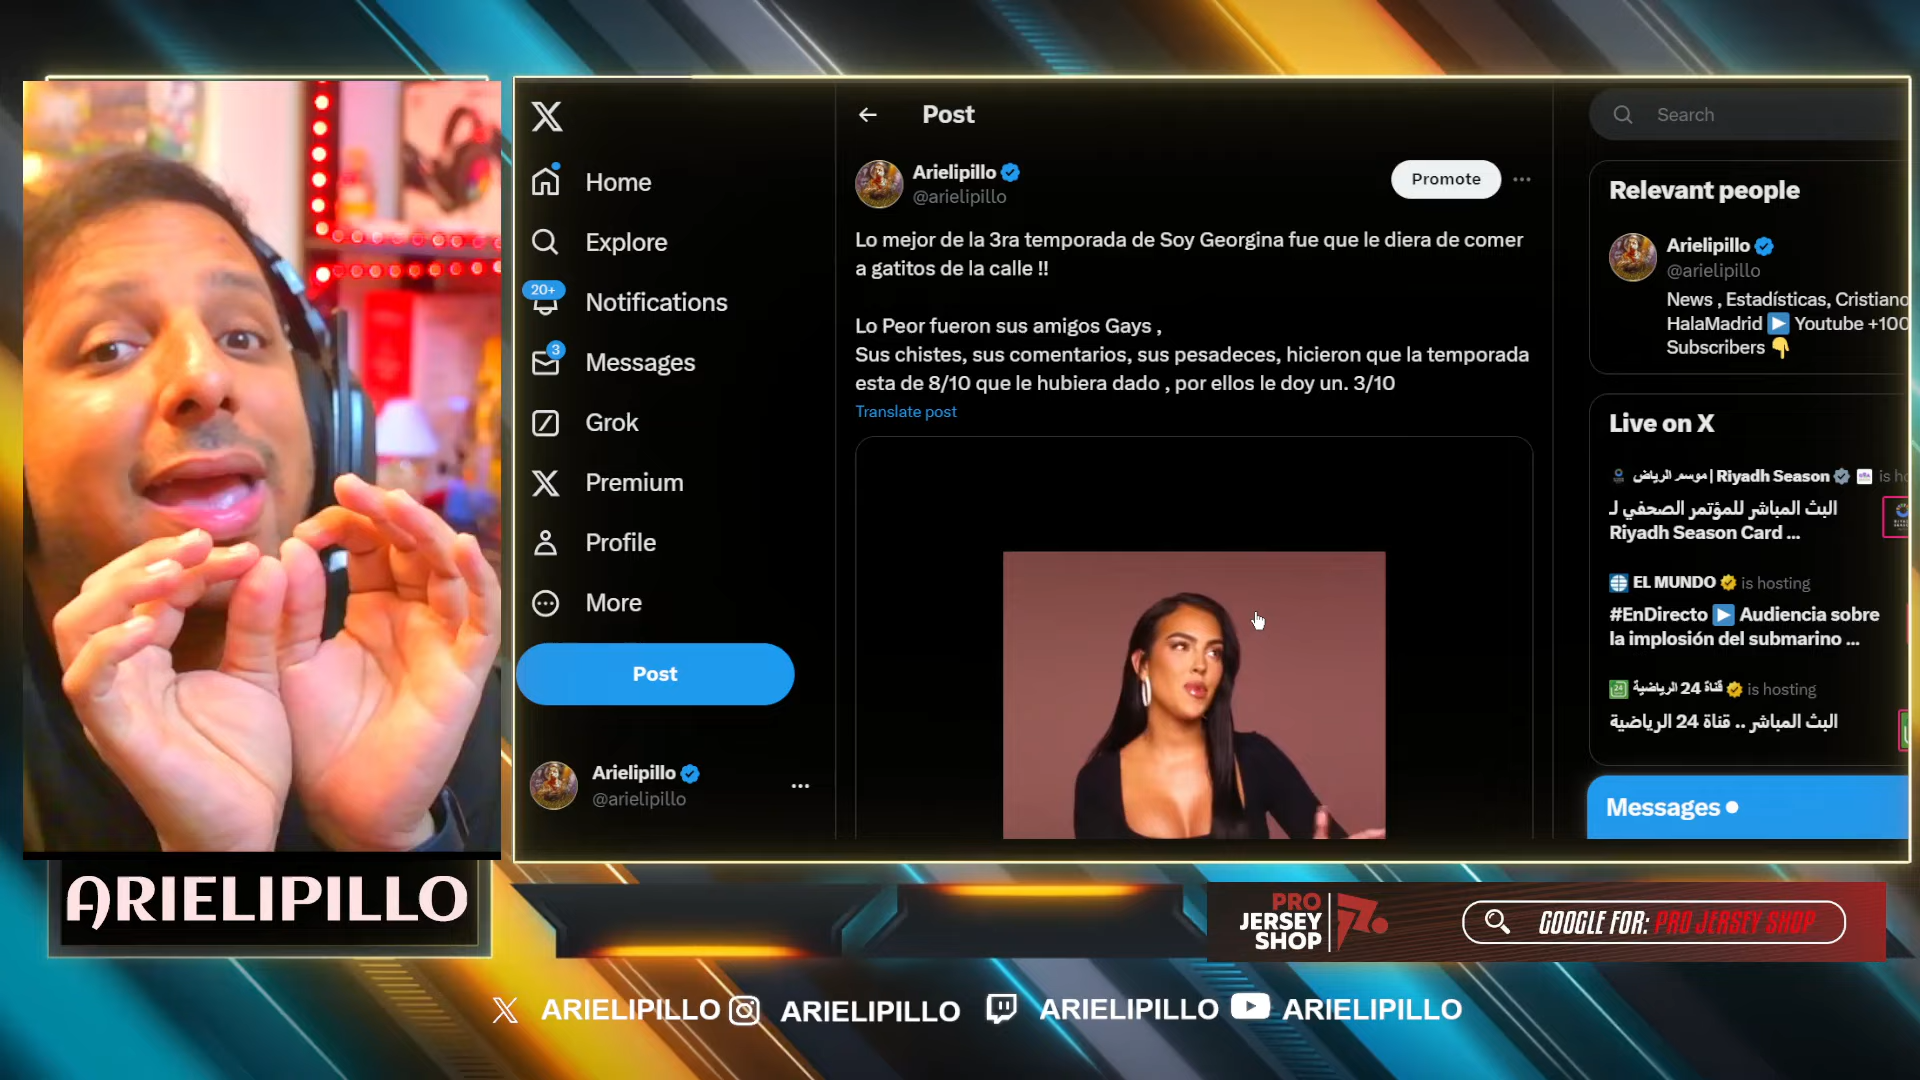 Home
Explore
20+
Notifications
3
Messages
Grok
Premium
Profile
More
Post
Arielipillo
@arielipillo
Post
Arielipillo
@arielipillo
Promote
Lo mejor de la 3ra temporada de Soy Georgina fue que le diera de comer
a gatitos de la calle !!
Lo Peor fueron sus amigos Gays ,
Sus chistes, sus comentarios, sus pesadeces, hicieron que la temporada
esta de 8/10 que le hubiera dado , por ellos le doy un. 3/10
Translate post
Search
Relevant people
Arielipillo
@arielipillo
News , Estadísticas, Cristiano
HalaMadrid ▶️ Youtube +100
Subscribers 👇
Live on X
موسم الرياض | Riyadh Season is ho
البث المباشر للمؤتمر الصحفي لـ
Riyadh Season Card ...
EL MUNDO is hosting
#EnDirecto ▶️ Audiencia sobre
la implosión del submarino ...
قناة 24 الرياضية is hosting
البث المباشر .. قناة 24 الرياضية
Messages
ARIELIPILLO
PRO
JERSEY
SHOP
GOOGLE FOR: PRO JERSEY SHOP
ARIELIPILLO ARIELIPILLO ARIELIPILLO ARIELIPILLO